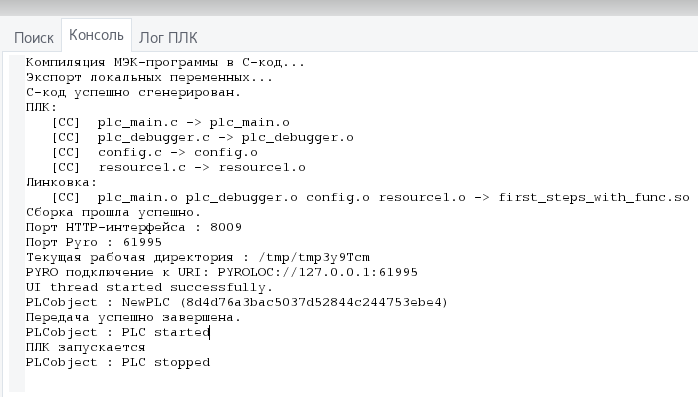 Поиск Консоль Лог ПЛК
Компиляция МЭК-программы в C-код...
Экспорт локальных переменных...
C-код успешно сгенерирован.
ПЛК:
[CC] plc_main.c -> plc_main.o
[CC] plc_debugger.c -> plc_debugger.o
[CC] config.c -> config.o
[CC] resource1.c -> resource1.o
Линковка:
[CC] plc_main.o plc_debugger.o config.o resource1.o -> first_steps_with_func.so
Сборка прошла успешно.
Порт HTTP-интерфейса : 8009
Порт Pyro : 61995
Текущая рабочая директория : /tmp/tmp3y9Tcm
PYRO подключение к URI: PYROLOC://127.0.0.1:61995
UI thread started successfully.
PLCobject : NewPLC (8d4d76a3bac5037d52844c244753ebe4)
Передача успешно завершена.
PLCobject : PLC started
ПЛК запускается
PLCobject : PLC stopped